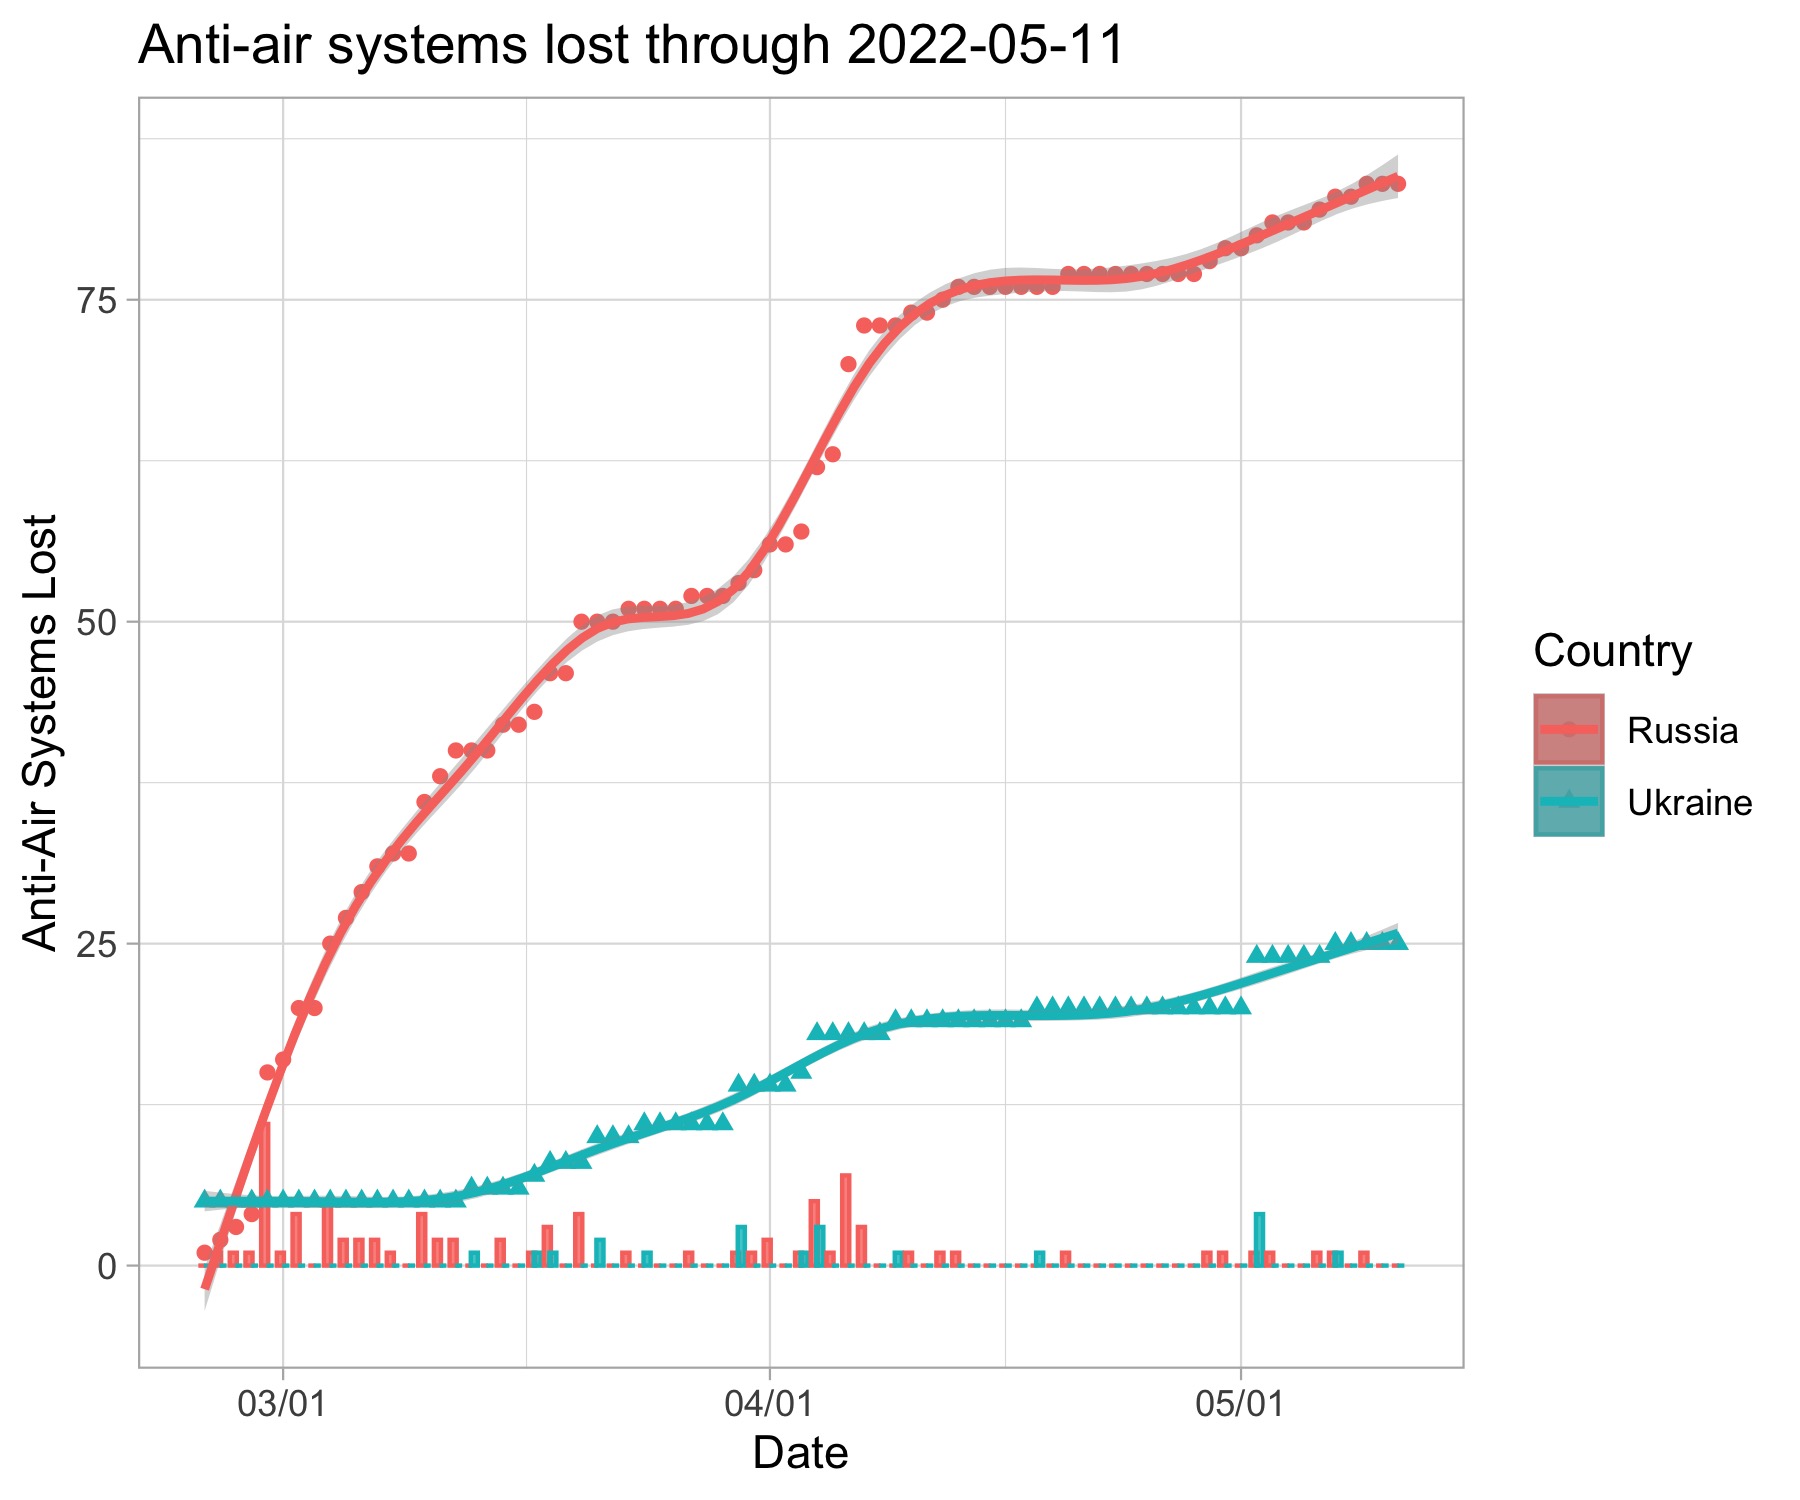 Anti-air systems lost through 2022-05-11
Anti-Air Systems Lost
75
50
25
0
03/01 04/01 05/01
Date
Country
Russia
Ukraine